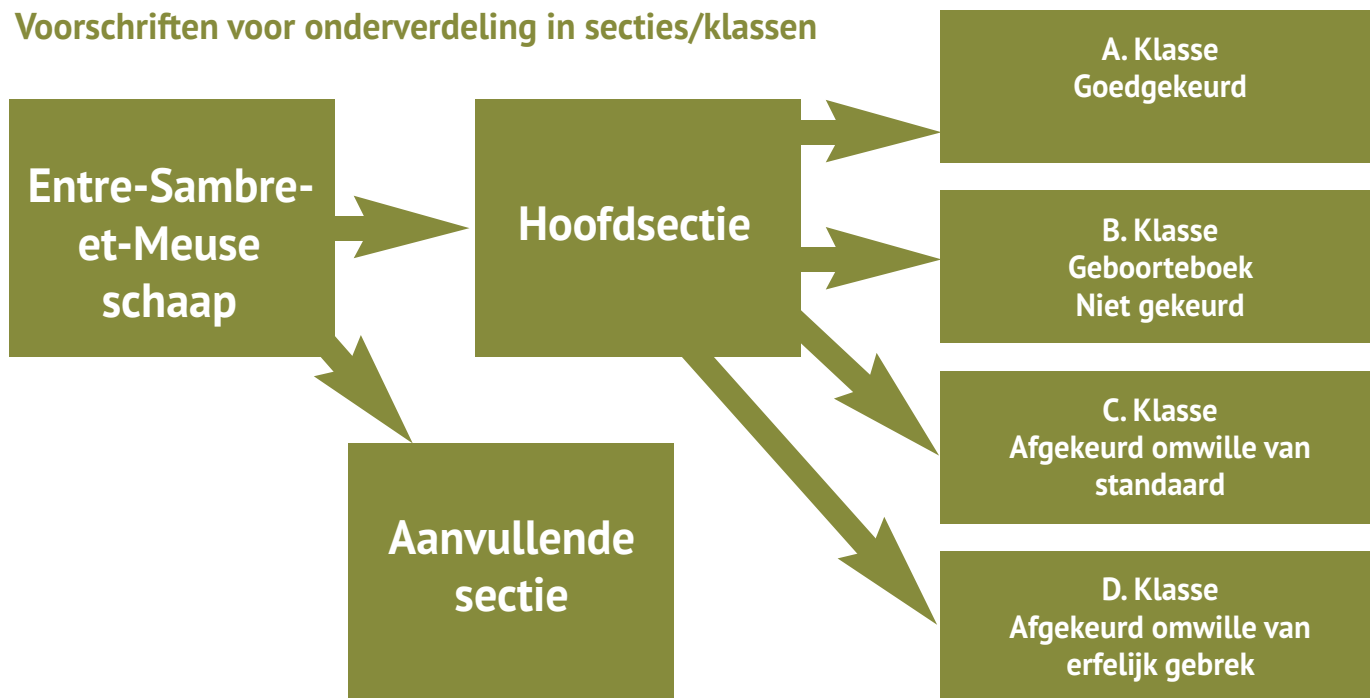 Voorschriften voor onderverdeling in secties/klassen
Entre-Sambre-
et-Meuse
schaap
Hoofdsectie
Aanvullende
sectie
A. Klasse
Goedgekeurd
B. Klasse
Geboorteboek
Niet gekeurd
C. Klasse
Afgekeurd omwille van
standaard
D. Klasse
Afgekeurd omwille van
erfelijk gebrek